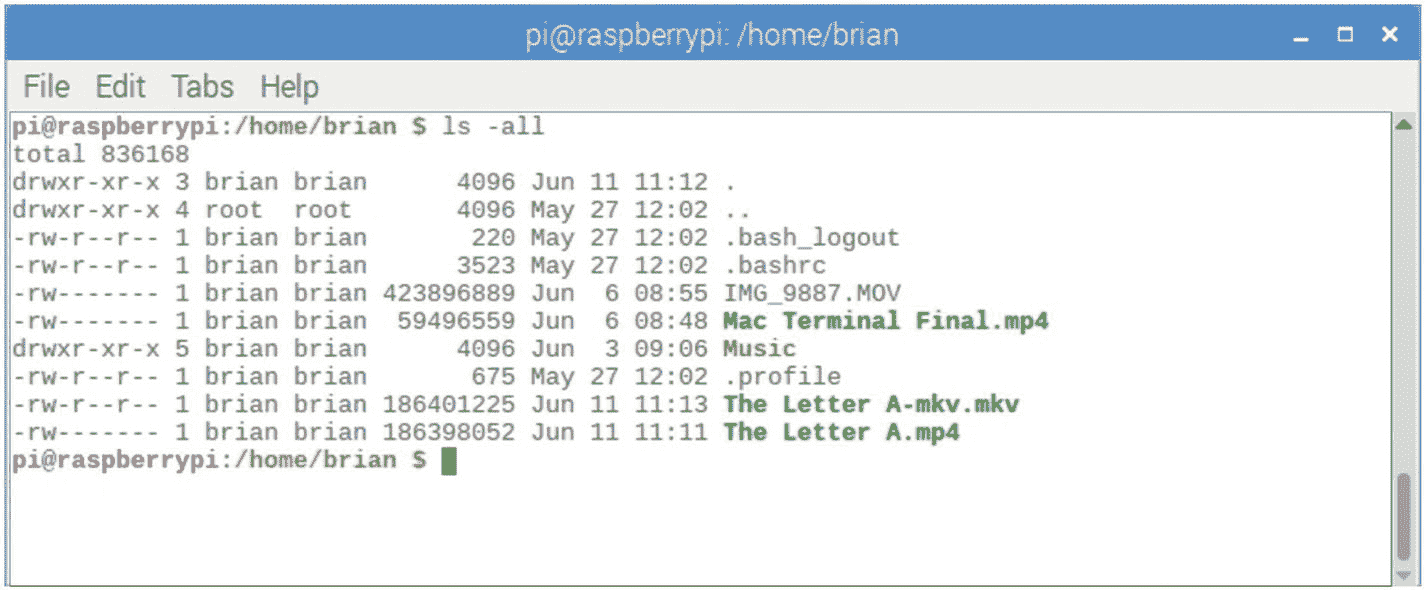 pi@raspberrypi: /home/brian
File Edit Tabs Help
pi@raspberrypi:/home/brian $ ls -all
total 836168
drwxr-xr-x 3 brian brian      4096 Jun 11 11:12 .
drwxr-xr-x 4 root  root       4096 May 27 12:02 ..
-rw-r--r-- 1 brian brian       220 May 27 12:02 .bash_logout
-rw-r--r-- 1 brian brian      3523 May 27 12:02 .bashrc
-rw------- 1 brian brian 423896889 Jun  6 08:55 IMG_9887.MOV
-rw------- 1 brian brian  59496559 Jun  6 08:48 Mac Terminal Final.mp4
drwxr-xr-x 5 brian brian      4096 Jun  3 09:06 Music
-rw-r--r-- 1 brian brian       675 May 27 12:02 .profile
-rw-r--r-- 1 brian brian 186401225 Jun 11 11:13 The Letter A-mkv.mkv
-rw------- 1 brian brian 186398052 Jun 11 11:11 The Letter A.mp4
pi@raspberrypi:/home/brian $